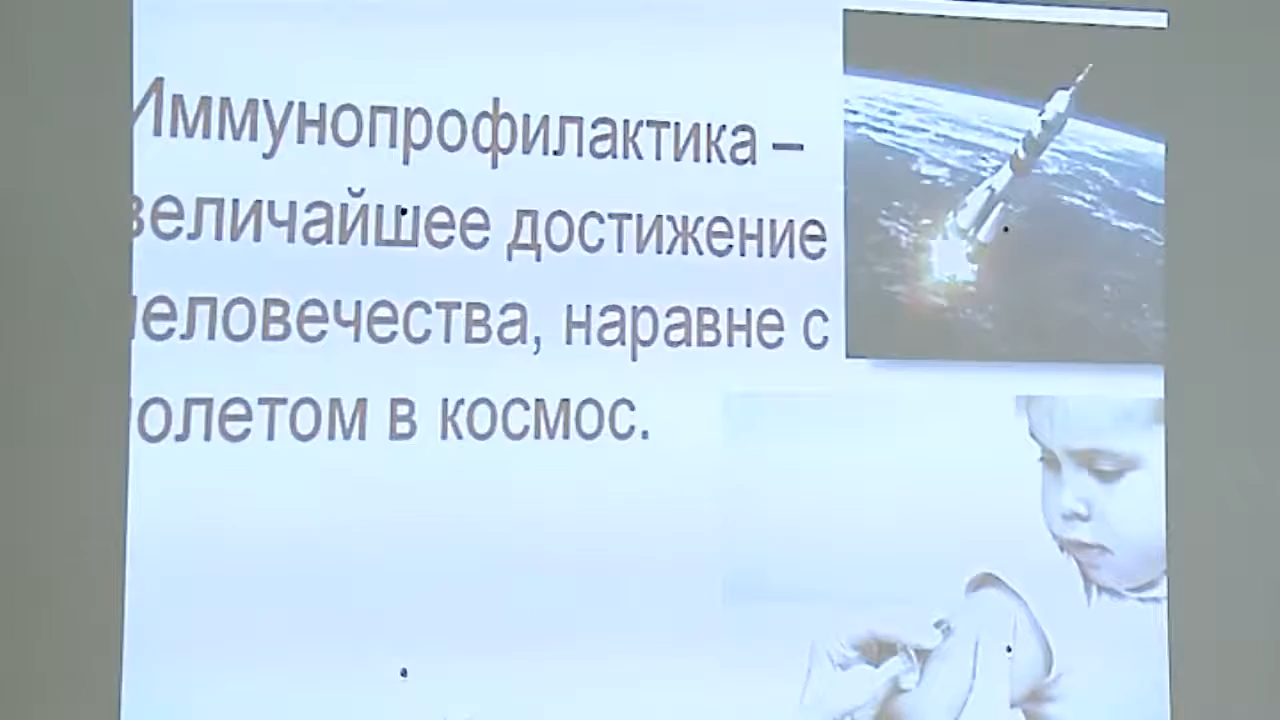 Иммунопрофилактика –
величайшее достижение
человечества, наравне с
полетом в космос.